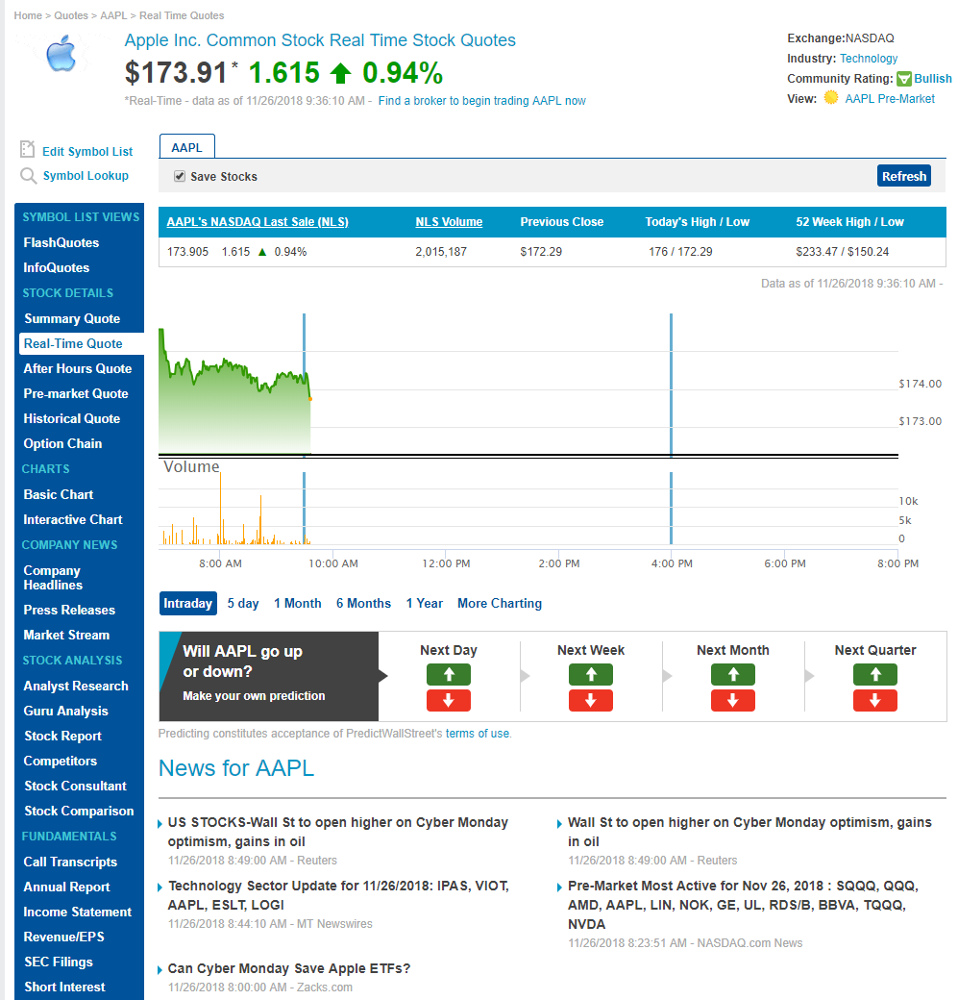 Home > Quotes > AAPL > Real Time Quotes
Apple Inc. Common Stock Real Time Stock Quotes
$173.91* 1.615 0.94%
*Real-Time - data as of 11/26/2018 9:36:10 AM - Find a broker to begin trading AAPL now
Exchange:NASDAQ
Industry: Technology
Community Rating: Bullish
View: AAPL Pre-Market
Edit Symbol List
Symbol Lookup
SYMBOL LIST VIEWS
FlashQuotes
InfoQuotes
STOCK DETAILS
Summary Quote
Real-Time Quote
After Hours Quote
Pre-market Quote
Historical Quote
Option Chain
CHARTS
Basic Chart
Interactive Chart
COMPANY NEWS
Company
Headlines
Press Releases
Market Stream
STOCK ANALYSIS
Analyst Research
Guru Analysis
Stock Report
Competitors
Stock Consultant
Stock Comparison
FUNDAMENTALS
Call Transcripts
Annual Report
Income Statement
Revenue/EPS
SEC Filings
Short Interest
AAPL
Save Stocks
Refresh
AAPL's NASDAQ Last Sale (NLS) NLS Volume Previous Close Today's High / Low 52 Week High / Low
173.905 1.615 ▲ 0.94% 2,015,187 $172.29 176 / 172.29 $233.47 / $150.24
Data as of 11/26/2018 9:36:10 AM -
$174.00
$173.00
Volume
10k
5k
0
8:00 AM 10:00 AM 12:00 PM 2:00 PM 4:00 PM 6:00 PM 8:00 PM
Intraday 5 day 1 Month 6 Months 1 Year More Charting
Will AAPL go up
or down?
Make your own prediction
Next Day Next Week Next Month Next Quarter
Predicting constitutes acceptance of PredictWallStreet's terms of use.
News for AAPL
US STOCKS-Wall St to open higher on Cyber Monday
optimism, gains in oil
11/26/2018 8:49:00 AM - Reuters
Wall St to open higher on Cyber Monday optimism, gains
in oil
11/26/2018 8:49:00 AM - Reuters
Technology Sector Update for 11/26/2018: IPAS, VIOT,
AAPL, ESLT, LOGI
11/26/2018 8:44:10 AM - MT Newswires
Pre-Market Most Active for Nov 26, 2018 : SQQQ, QQQ,
AMD, AAPL, LIN, NOK, GE, UL, RDS/B, BBVA, TQQQ,
NVDA
11/26/2018 8:23:51 AM - NASDAQ.com News
Can Cyber Monday Save Apple ETFs?
11/26/2018 8:00:00 AM - Zacks.com